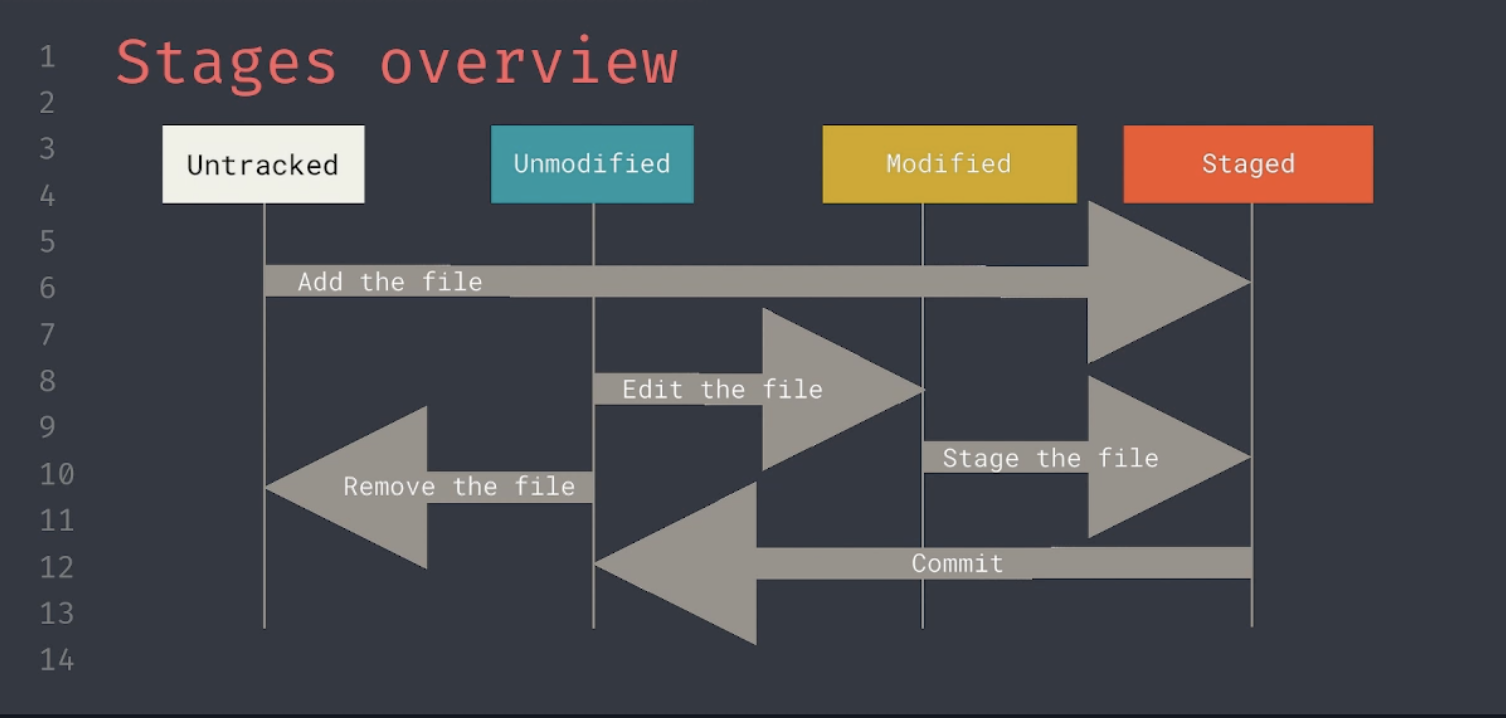 1
Stages overview
2
3
Untracked
Unmodified
Modified
Staged
4
5
6
Add the file
7
8
Edit the file
9
Stage the file
10
Remove the file
11
12
Commit
13
14